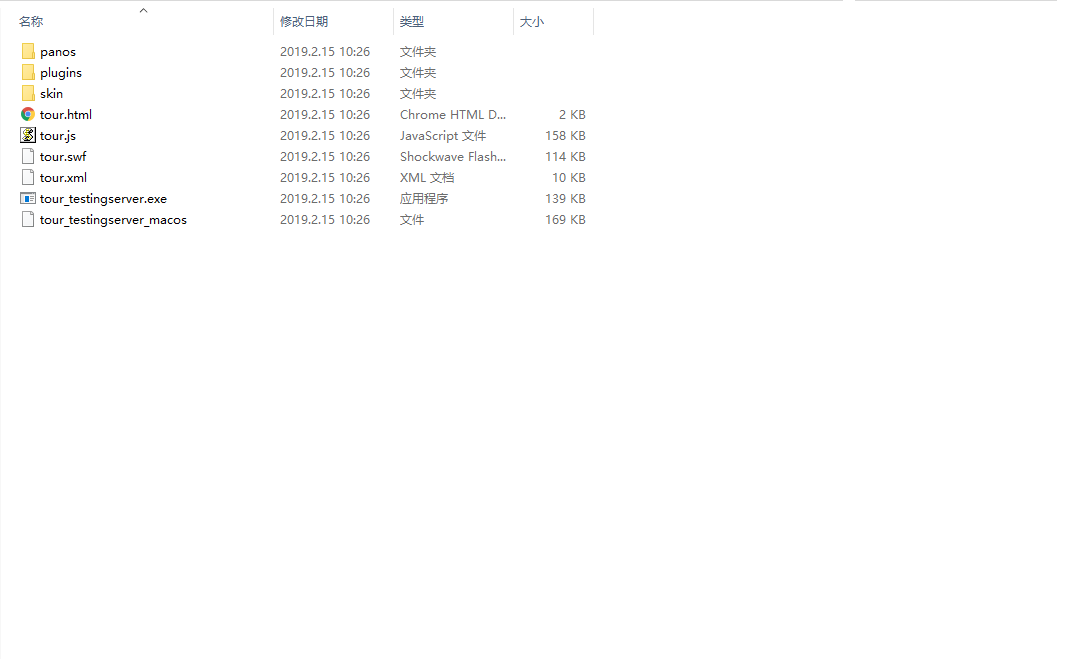 名称 修改日期 类型 大小
panos 2019.2.15 10:26 文件夹
plugins 2019.2.15 10:26 文件夹
skin 2019.2.15 10:26 文件夹
tour.html 2019.2.15 10:26 Chrome HTML D... 2 KB
tour.js 2019.2.15 10:26 JavaScript 文件 158 KB
tour.swf 2019.2.15 10:26 Shockwave Flash... 114 KB
tour.xml 2019.2.15 10:26 XML 文档 10 KB
tour_testingserver.exe 2019.2.15 10:26 应用程序 139 KB
tour_testingserver_macos 2019.2.15 10:26 文件 169 KB